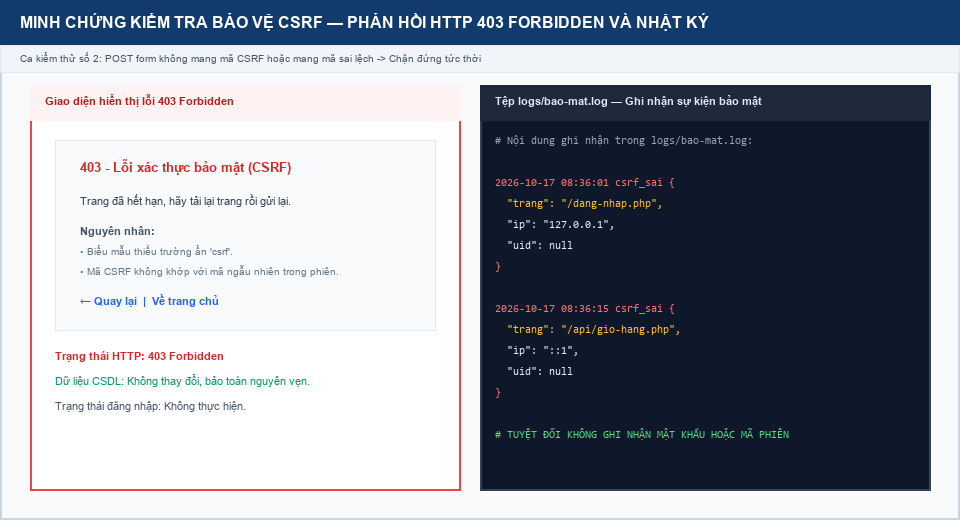 MINH CHỨNG KIỂM TRA BẢO VỆ CSRF — PHẢN HỒI HTTP 403 FORBIDDEN VÀ NHẬT KÝ
Ca kiểm thử số 2: POST form không mang mã CSRF hoặc mang mã sai lệch -> Chặn đứng tức thời
Giao diện hiển thị lỗi 403 Forbidden
403 - Lỗi xác thực bảo mật (CSRF)
Trang đã hết hạn, hãy tải lại trang rồi gửi lại.
Nguyên nhân:
• Biểu mẫu thiếu trường ẩn 'csrf'.
• Mã CSRF không khớp với mã ngẫu nhiên trong phiên.
← Quay lại | Về trang chủ
Trạng thái HTTP: 403 Forbidden
Dữ liệu CSDL: Không thay đổi, bảo toàn nguyên vẹn.
Trạng thái đăng nhập: Không thực hiện.
Tệp logs/bao-mat.log — Ghi nhận sự kiện bảo mật
# Nội dung ghi nhận trong logs/bao-mat.log:
2026-10-17 08:36:01 csrf_sai {
"trang": "/dang-nhap.php",
"ip": "127.0.0.1",
"uid": null
}
2026-10-17 08:36:15 csrf_sai {
"trang": "/api/gio-hang.php",
"ip": "::1",
"uid": null
}
# TUYỆT ĐỐI KHÔNG GHI NHẬN MẬT KHẨU HOẶC MÃ PHIÊN